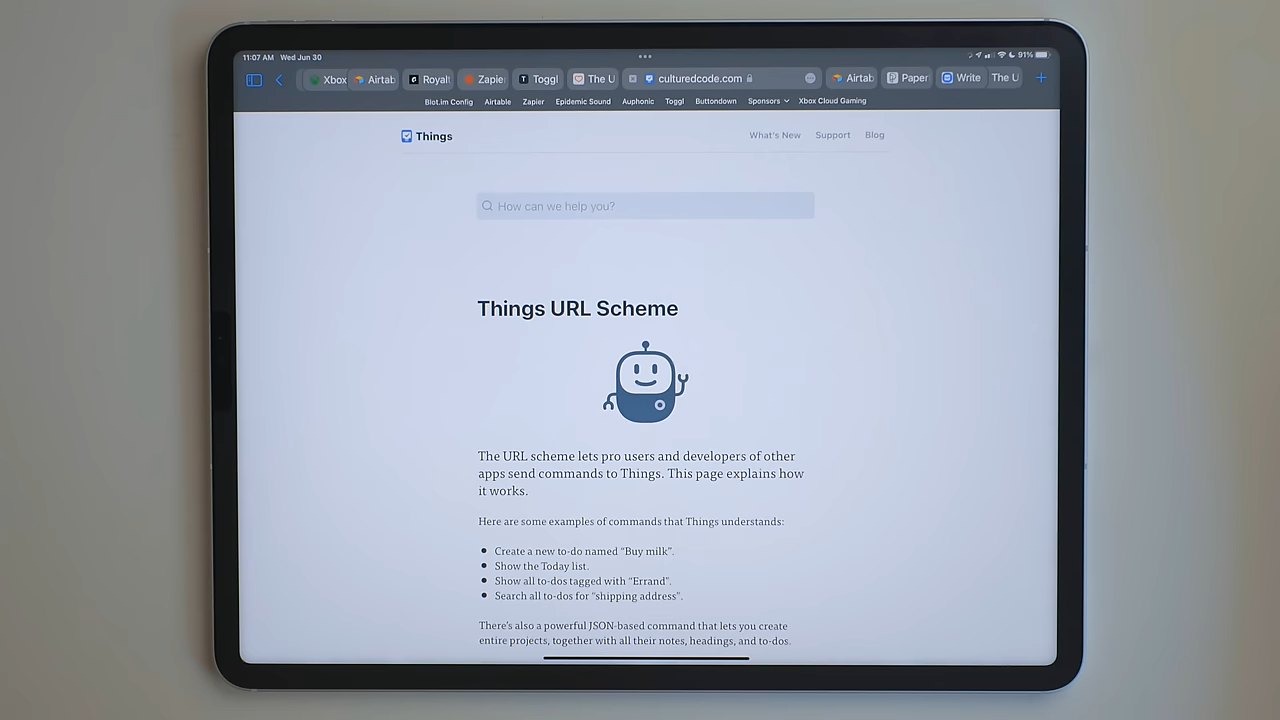 11:07 AM Wed Jun 30
91%
Xbox
Airtab
Royal
Zapie
Toggl
The U
culturedcode.com
Airtab
Paper
Write
The U
Blot.im Config
Airtable
Zapier
Epidemic Sound
Auphonic
Toggl
Buttondown
Sponsors
Xbox Cloud Gaming
Things
What's New
Support
Blog
How can we help you?
Things URL Scheme
The URL scheme lets pro users and developers of other
apps send commands to Things. This page explains how
it works.
Here are some examples of commands that Things understands:
Create a new to-do named “Buy milk”.
Show the Today list.
Show all to-dos tagged with “Errand”.
Search all to-dos for “shipping address”.
There's also a powerful JSON-based command that lets you create
entire projects, together with all their notes, headings, and to-dos.